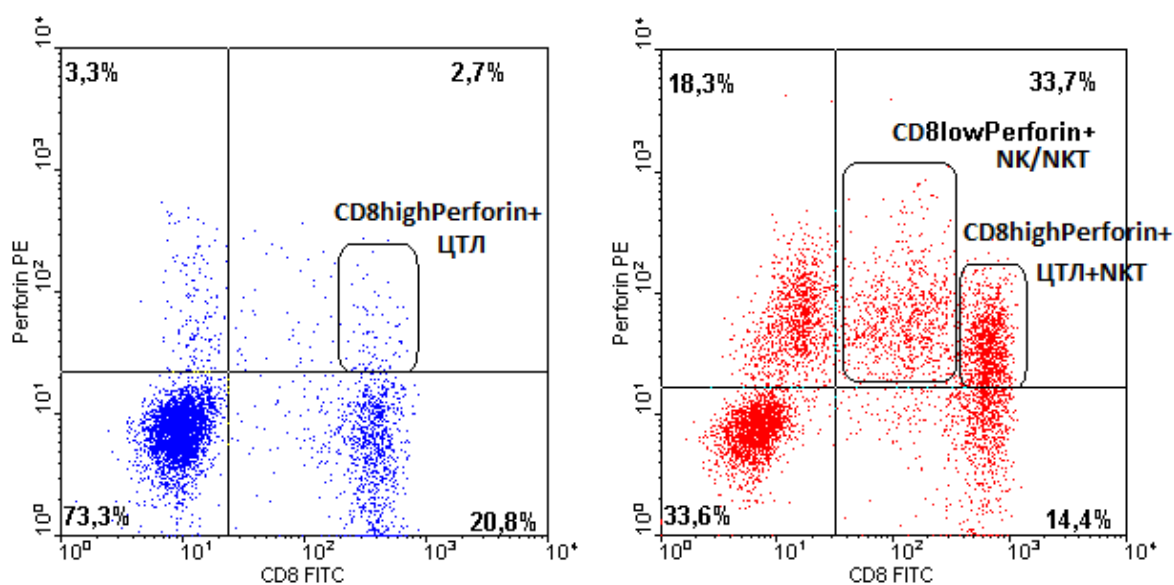 10⁴
3,3%
2,7%
10³
CD8highPerforin+
ЦТЛ
10²
Perforin PE
10¹
73,3%
20,8%
10⁰
10⁰
10¹
10²
10³
10⁴
CD8 FITC
10⁴
18,3%
33,7%
CD8lowPerforin+
NK/NKT
10³
CD8highPerforin+
ЦТЛ+NKT
10²
Perforin PE
10¹
33,6%
14,4%
10⁰
10⁰
10¹
10²
10³
10⁴
CD8 FITC